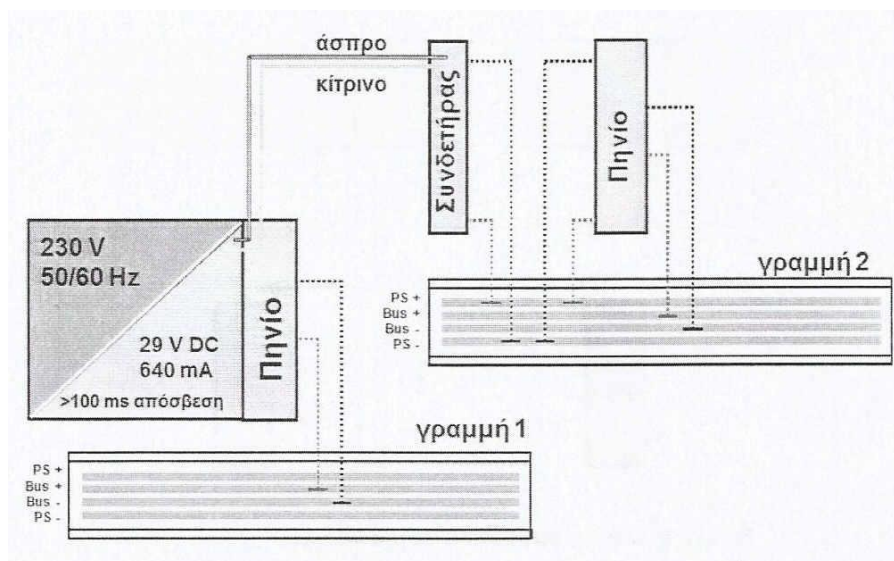 άσπρο
κίτρινο
Συνδετήρας
Πηνίο
230 V
50/60 Hz
29 V DC
640 mA
>100 ms απόσβεση
Πηνίο
γραμμή 2
PS +
Bus +
Bus -
PS -
γραμμή 1
PS +
Bus +
Bus -
PS -